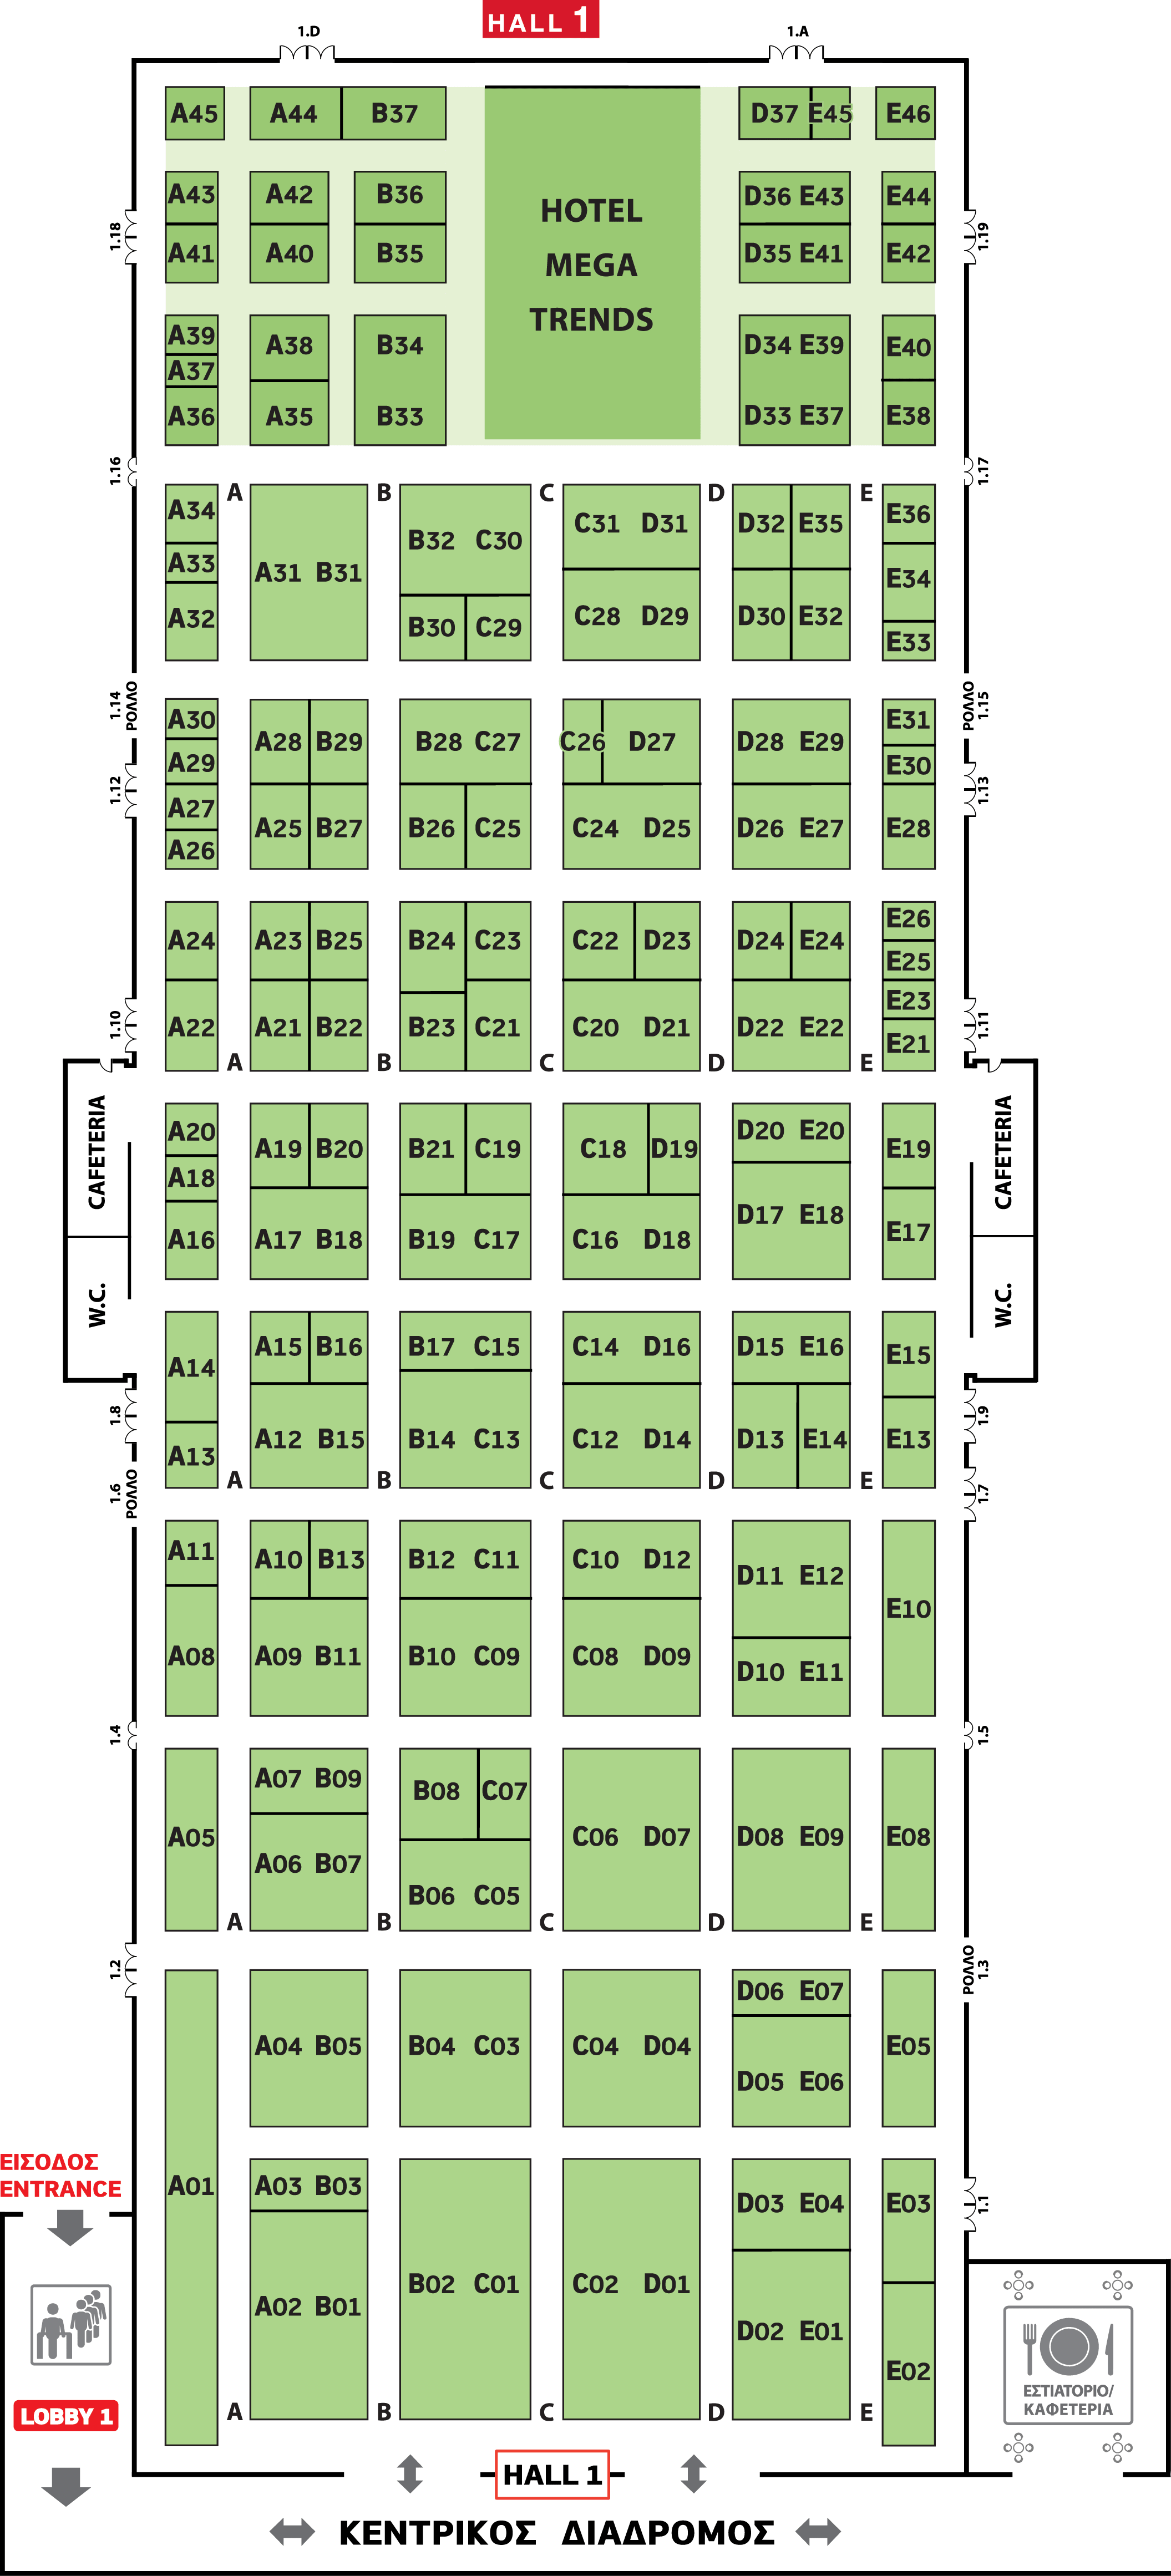 HALL 1
1.D 1.A
A45 A44 B37 D37 E45 E46
A43 A42 B36 D36 E43 E44
HOTEL
1.18 1.19
A41 A40 B35 D35 E41 E42
MEGA
TRENDS
A39 A38 B34 D34 E39 E40
A37
A36 A35 B33 D33 E37 E38
1.16 1.17
A B C D E
A34 C31 D31 D32 E35 E36
B32 C30
A33 A31 B31 E34
A32 B30 C29 C28 D29 D30 E32
E33
1.14 ΡΟΛΛΟ ΡΟΛΛΟ 1.15
A30 E31
A28 B29 B28 C27 C26 D27 D28 E29
A29 E30
1.12 1.13
A27 A25 B27 B26 C25 C24 D25 D26 E27 E28
A26
E26
A24 A23 B25 B24 C23 C22 D23 D24 E24
E25
E23
1.10 1.11
A22 A21 B22 B23 C21 C20 D21 D22 E22
E21
A B C D E
CAFETERIA CAFETERIA
A20 D20 E20
A19 B20 B21 C19 C18 D19 E19
A18
D17 E18
A16 A17 B18 B19 C17 C16 D18 E17
W.C. W.C.
A14 A15 B16 B17 C15 C14 D16 D15 E16 E15
1.8 1.9
A13 A12 B15 B14 C13 C12 D14 D13 E14 E13
A B C D E
1.6 ΡΟΛΛΟ 1.7
A11 A10 B13 B12 C11 C10 D12
D11 E12
E10
A08 A09 B11 B10 C09 C08 D09 D10 E11
1.4 1.5
A07 B09 B08 C07
A05 C06 D07 D08 E09 E08
A06 B07
B06 C05
A B C D E
1.2 ΡΟΛΛΟ 1.3
D06 E07
A04 B05 B04 C03 C04 D04 E05
D05 E06
ΕΙΣΟΔΟΣ
ENTRANCE
A01 A03 B03 D03 E04 E03
1.1
A02 B01 B02 C01 C02 D01
D02 E01
E02
ΕΣΤΙΑΤΟΡΙΟ/
ΚΑΦΕΤΕΡΙΑ
LOBBY 1
A B C D E
HALL 1
ΚΕΝΤΡΙΚΟΣ ΔΙΑΔΡΟΜΟΣ